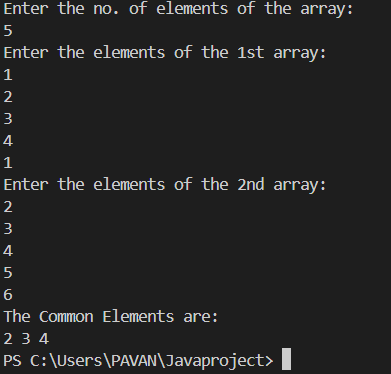 Enter the no. of elements of the array:
5
Enter the elements of the 1st array:
1
2
3
4
1
Enter the elements of the 2nd array:
2
3
4
5
6
The Common Elements are:
2 3 4
PS C:\Users\PAVAN\Javaproject>